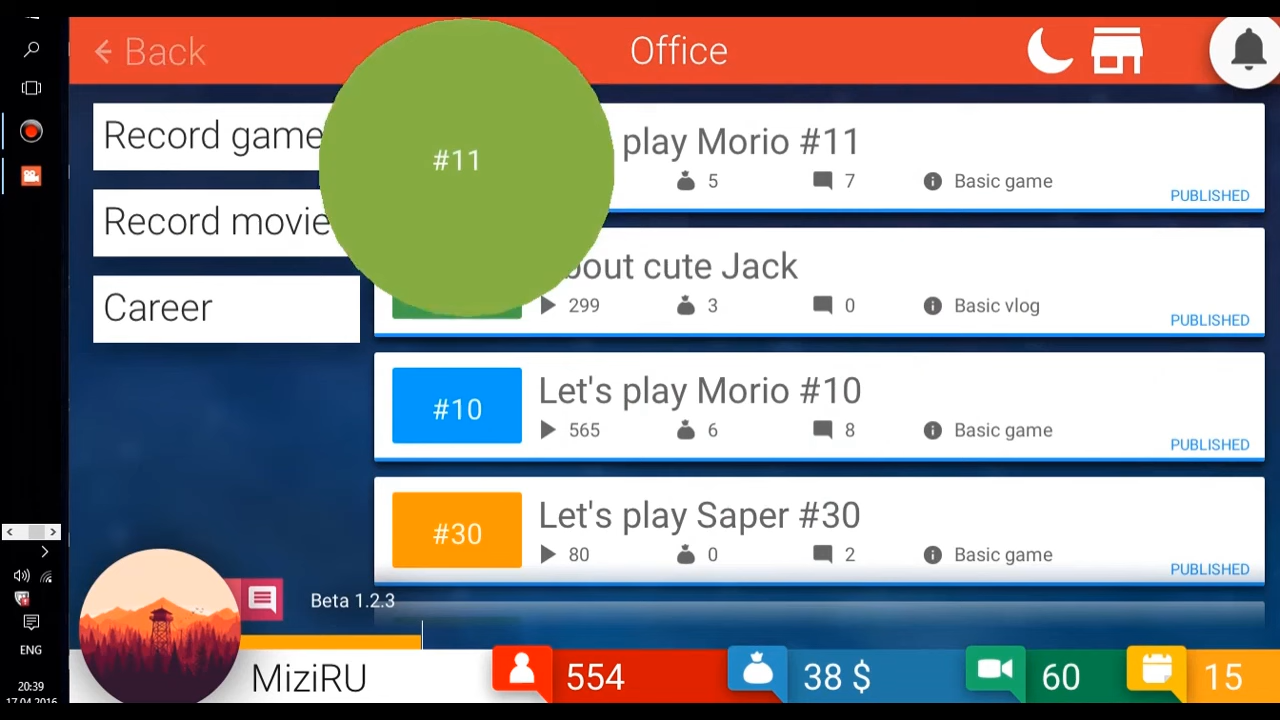 Back
Office
Record game
Record movie
Career
#11
play Morio #11
5
7
Basic game
PUBLISHED
bout cute Jack
299
3
0
Basic vlog
PUBLISHED
#10
Let's play Morio #10
565
6
8
Basic game
PUBLISHED
#30
Let's play Saper #30
80
0
2
Basic game
PUBLISHED
Beta 1.2.3
MiziRU
554
38 $
60
15
ENG
20:39
17.04.2016